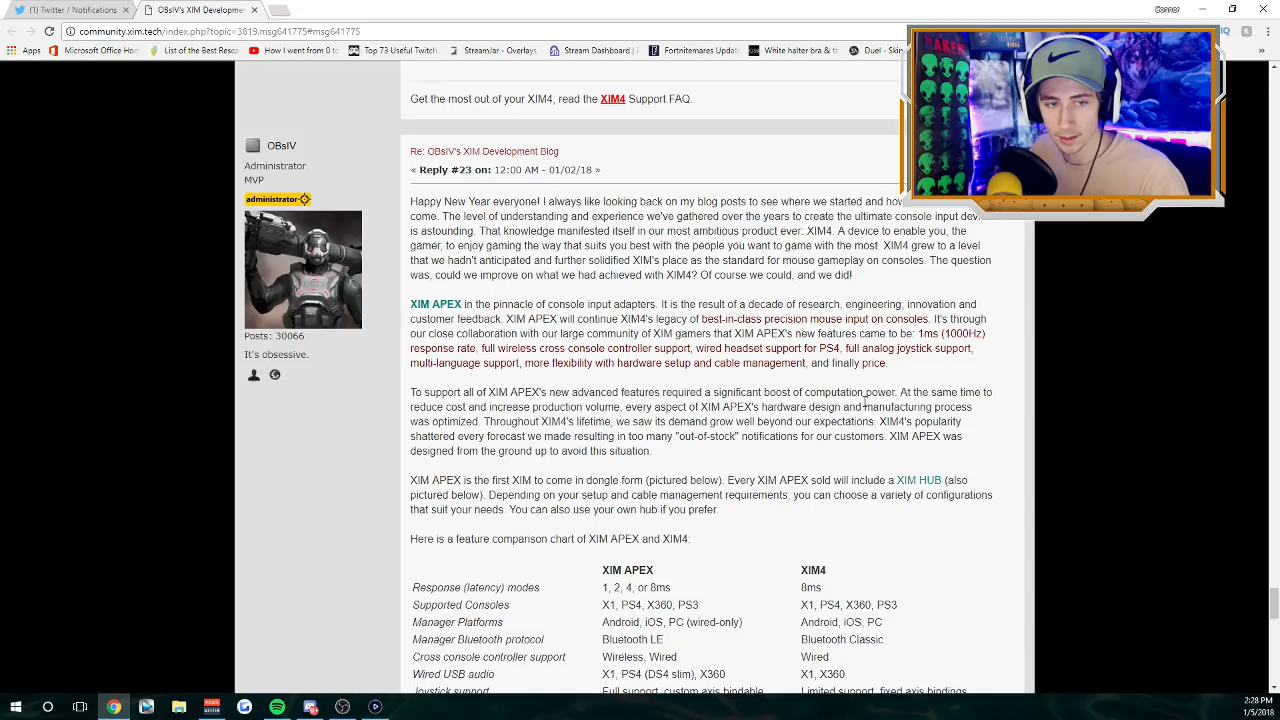 (1) Twitter / Notifications
OBsIV's XIM Developme
Connor
community.xim.tech/index.php?topic=3819.msg641775#msg641775
Apps
Microsoft Office Hom
List of the Best Resea
How I went from 0 to
Top 73 Useful Twitch
Streamlar - Overlays,
Stream Dashboard
Fornever Gamer Upda
White halter bra & th
Duel - Skin
Get the most out of your XIM4, read the XIM4 Support FAQ.
OBsIV
Administrator
MVP
administrator
Posts: 30066
It's obsessive.
Re: OBsIV's XIM Development Blog
« Reply #23 on: 12:00 AM - 01/02/18 »
Happy New Year everyone! I always like looking back on my blog posts to see where we started and how
come. The level of understanding and experience we've gathered over the years to create the ultimate console input devi
is astounding. That knowledge manifested itself in our most ambitious product ever: XIM4. A device to enable you, the
gamer, to enjoy gaming the way that suits you best with the people you want to game with the most. XIM4 grew to a level
that we hadn't anticipated and further solidified XIM's place as the standard for mouse gameplay on consoles. The question
was, could we improve on what we had achieved with XIM4? Of course we could, and we did!
XIM APEX in the pinnacle of console input adapters. It is the result of a decade of research, engineering, innovation and
customer feedback. XIM APEX will continue XIM4's legacy of best-in-class precision mouse input on consoles. It's through
our close collaboration with our large community of XIM games that XIM APEX's new features came to be: 1ms (1000Hz)
response rate, full wireless cross console controller support, wired headset support for PS4, full analog joystick support,
multi-language support, more flexibility with hardware setup and cable management, and finally price.
To support all of XIM APEX's new advanced features required a significant boost of computation power. At the same time to
reduce cost and increase production volume, every aspect of XIM APEX's hardware design and manufacturing process
was optimized. Throughout XIM4's lifetime, we saw its demand grow well beyond our expectations. XIM4's popularity
shattered every forecast we made resulting in too many "out-of-stock" notifications for our customers. XIM APEX was
designed from the ground up to avoid this situation.
XIM APEX is the first XIM to come in dongle form (pictured below). Every XIM APEX sold will include a XIM HUB (also
pictured below). Depending on your setup and cable management requirements, you can choose a variety of configurations
that suit your needs. You can also use your own hub if you prefer.
Here is a feature comparison chart of XIM APEX and XIM4:
XIM APEX XIM4
Response (latency) modes 1, 2, 4, or 8ms 8ms
Supported Consoles X1, PS4, X360, PS3 X1, PS4, X360, PS3
Manager Platforms Android, iOS, PC (wired-only) Android, iOS, PC
Manager Bluetooth protocol Bluetooth LE Bluetooth Classic
Cross console controller support Wireless, Wired Wired
Wired USB audio X1, PS4 (DS4 slim), X360 X1, X360
Joystick support Full support, custom axis bindable Limited support, fixed axis bindings
2:28 PM
1/5/2018